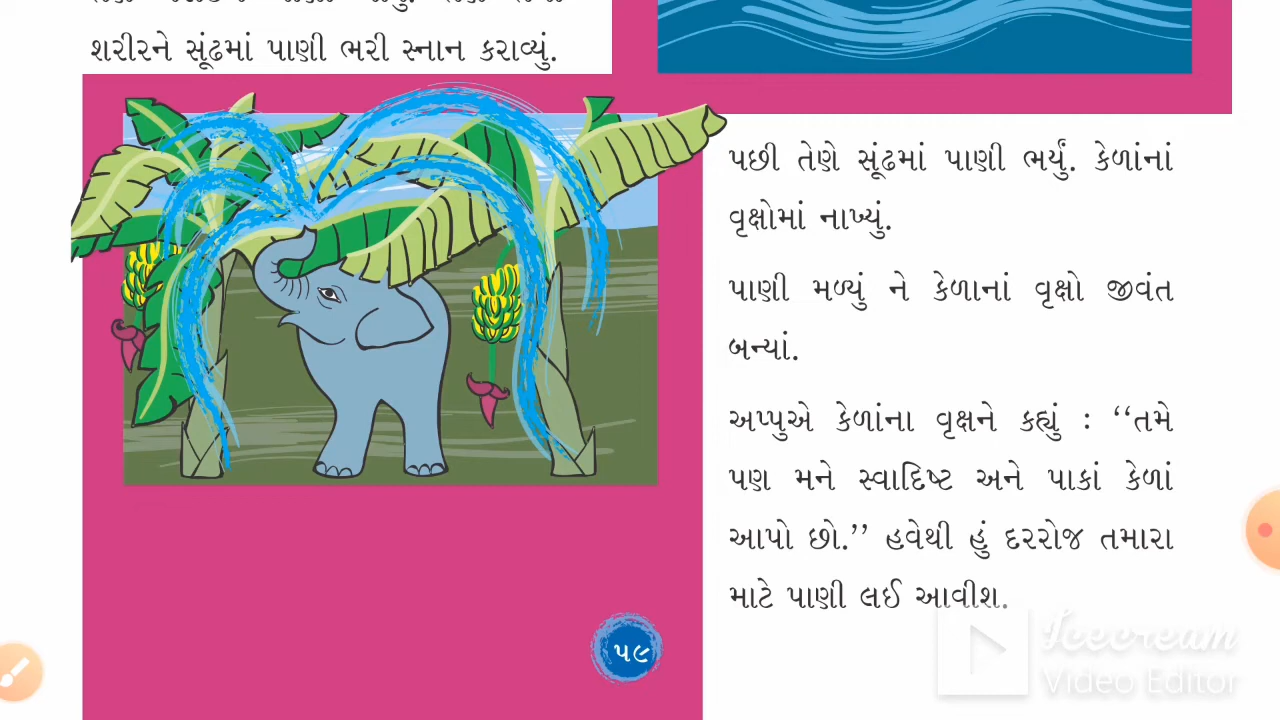 શરીરને સૂંઢમાં પાણી ભરી સ્નાન કરાવ્યું.
પછી તેણે સૂંઢમાં પાણી ભર્યું. કેળાંનાં
વૃક્ષોમાં નાખ્યું.
પાણી મળ્યું ને કેળાનાં વૃક્ષો જીવંત
બન્યાં.
અપ્પુએ કેળાંના વૃક્ષને કહ્યું : “તમે
પણ મને સ્વાદિષ્ટ અને પાકાં કેળાં
આપો છો.” હવેથી હું દરરોજ તમારા
માટે પાણી લઈ આવીશ.
૫૯
Icecream
Video Editor